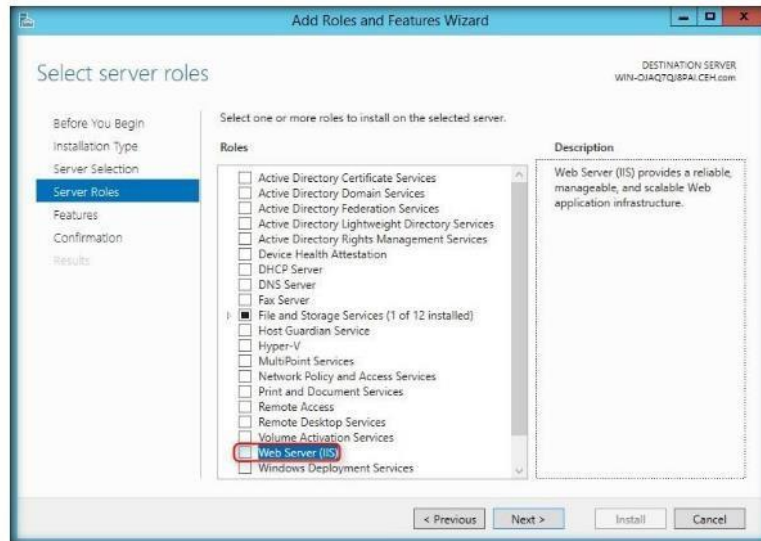 Add Roles and Features Wizard
Select server roles
DESTINATION SERVER
WIN-OJAQ7QJ8PAI.CEH.com
Before You Begin
Installation Type
Server Selection
Server Roles
Features
Confirmation
Results
Select one or more roles to install on the selected server.
Roles
Active Directory Certificate Services
Active Directory Domain Services
Active Directory Federation Services
Active Directory Lightweight Directory Services
Active Directory Rights Management Services
Device Health Attestation
DHCP Server
DNS Server
Fax Server
File and Storage Services (1 of 12 installed)
Host Guardian Service
Hyper-V
MultiPoint Services
Network Policy and Access Services
Print and Document Services
Remote Access
Remote Desktop Services
Volume Activation Services
Web Server (IIS)
Windows Deployment Services
Description
Web Server (IIS) provides a reliable,
manageable, and scalable Web
application infrastructure.
< Previous
Next >
Install
Cancel